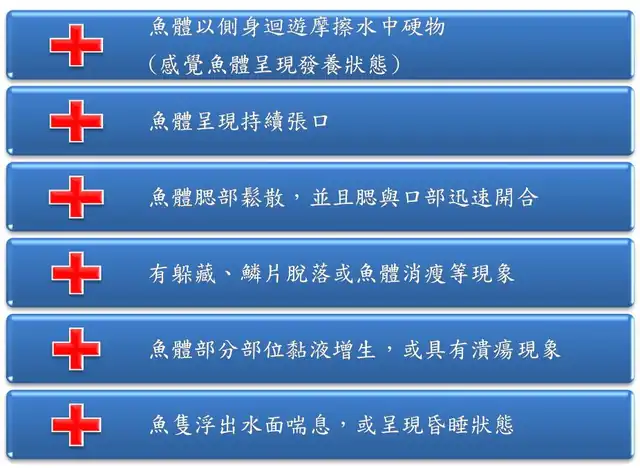 魚體以側身迴遊摩擦水中硬物
(感覺魚體呈現發養狀態)
魚體呈現持續張口
魚體腮部鬆散，並且腮與口部迅速開合
有躲藏、鱗片脫落或魚體消瘦等現象
魚體部分部位黏液增生，或具有潰瘍現象
魚隻浮出水面喘息，或呈現昏睡狀態